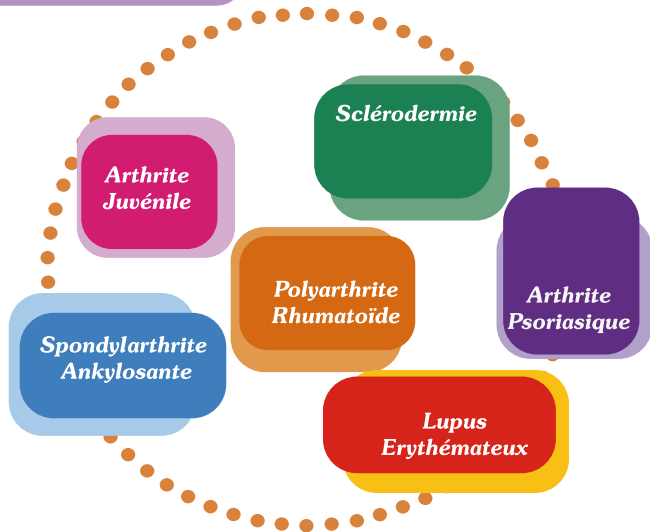 Sclérodermie
Arthrite
Juvénile
Polyarthrite
Rhumatoïde
Arthrite
Psoriasique
Spondylarthrite
Ankylosante
Lupus
Erythémateux